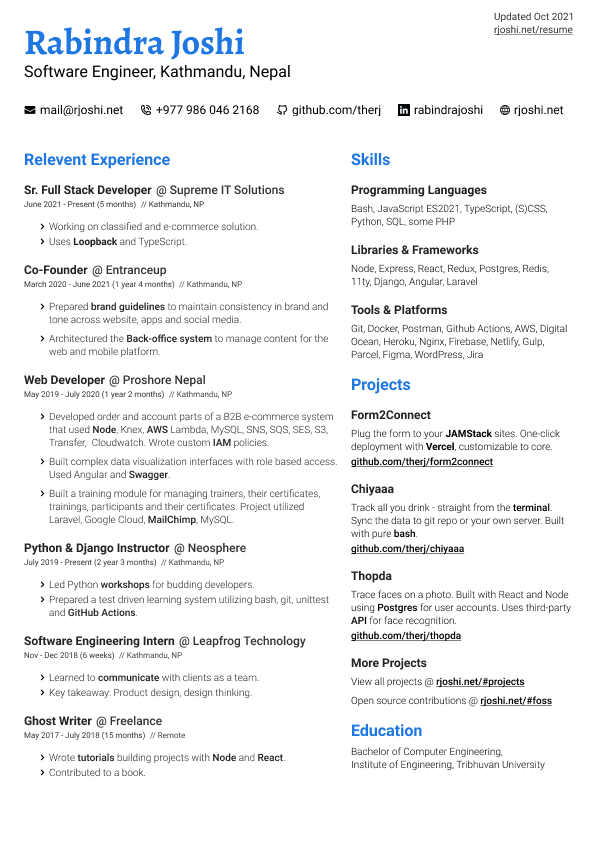 Updated Oct 2021
rjoshi.net/resume
Rabindra Joshi
Software Engineer, Kathmandu, Nepal
mail@rjoshi.net +977 986 046 2168 github.com/therj rabindrajoshi rjoshi.net
Relevent Experience
Sr. Full Stack Developer @ Supreme IT Solutions
June 2021 - Present (5 months) // Kathmandu, NP
Working on classified and e-commerce solution.
Uses Loopback and TypeScript.
Co-Founder @ Entranceup
March 2020 - June 2021 (1 year 4 months) // Kathmandu, NP
Prepared brand guidelines to maintain consistency in brand and
tone across website, apps and social media.
Architectured the Back-office system to manage content for the
web and mobile platform.
Web Developer @ Proshore Nepal
May 2019 - July 2020 (1 year 2 months) // Kathmandu, NP
Developed order and account parts of a B2B e-commerce system
that used Node, Knex, AWS Lambda, MySQL, SNS, SQS, SES, S3,
Transfer, Cloudwatch. Wrote custom IAM policies.
Built complex data visualization interfaces with role based access.
Used Angular and Swagger.
Built a training module for managing trainers, their certificates,
trainings, participants and their certificates. Project utilized
Laravel, Google Cloud, MailChimp, MySQL.
Python & Django Instructor @ Neosphere
July 2019 - Present (2 year 3 months) // Kathmandu, NP
Led Python workshops for budding developers.
Prepared a test driven learning system utilizing bash, git, unittest
and GitHub Actions.
Software Engineering Intern @ Leapfrog Technology
Nov - Dec 2018 (6 weeks) // Kathmandu, NP
Learned to communicate with clients as a team.
Key takeaway: Product design, design thinking.
Ghost Writer @ Freelance
May 2017 - July 2018 (15 months) // Remote
Wrote tutorials building projects with Node and React.
Contributed to a book.
Skills
Programming Languages
Bash, JavaScript ES2021, TypeScript, (S)CSS,
Python, SQL, some PHP
Libraries & Frameworks
Node, Express, React, Redux, Postgres, Redis,
11ty, Django, Angular, Laravel
Tools & Platforms
Git, Docker, Postman, Github Actions, AWS, Digital
Ocean, Heroku, Nginx, Firebase, Netlify, Gulp,
Parcel, Figma, WordPress, Jira
Projects
Form2Connect
Plug the form to your JAMStack sites. One-click
deployment with Vercel, customizable to core.
github.com/therj/form2connect
Chiyaaa
Track all you drink - straight from the terminal.
Sync the data to git repo or your own server. Built
with pure bash.
github.com/therj/chiyaaa
Thopda
Trace faces on a photo. Built with React and Node
using Postgres for user accounts. Uses third-party
API for face recognition.
github.com/therj/thopda
More Projects
View all projects @ rjoshi.net/#projects
Open source contributions @ rjoshi.net/#foss
Education
Bachelor of Computer Engineering,
Institute of Engineering, Tribhuvan University